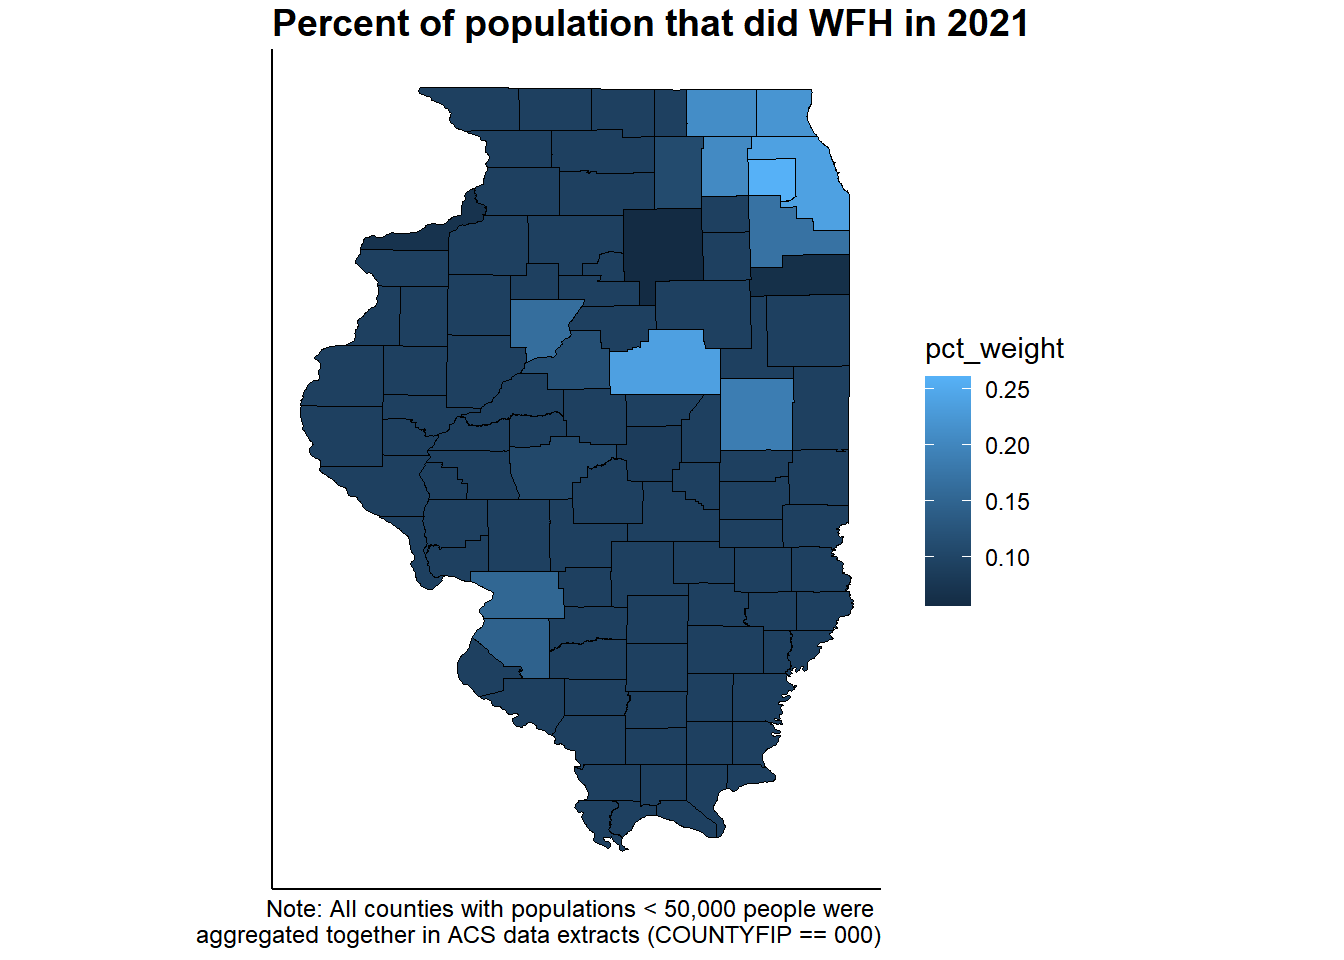 Percent of population that did WFH in 2021
pct_weight
0.25
0.20
0.15
0.10
Note: All counties with populations < 50,000 people were
aggregated together in ACS data extracts (COUNTYFIP == 000)